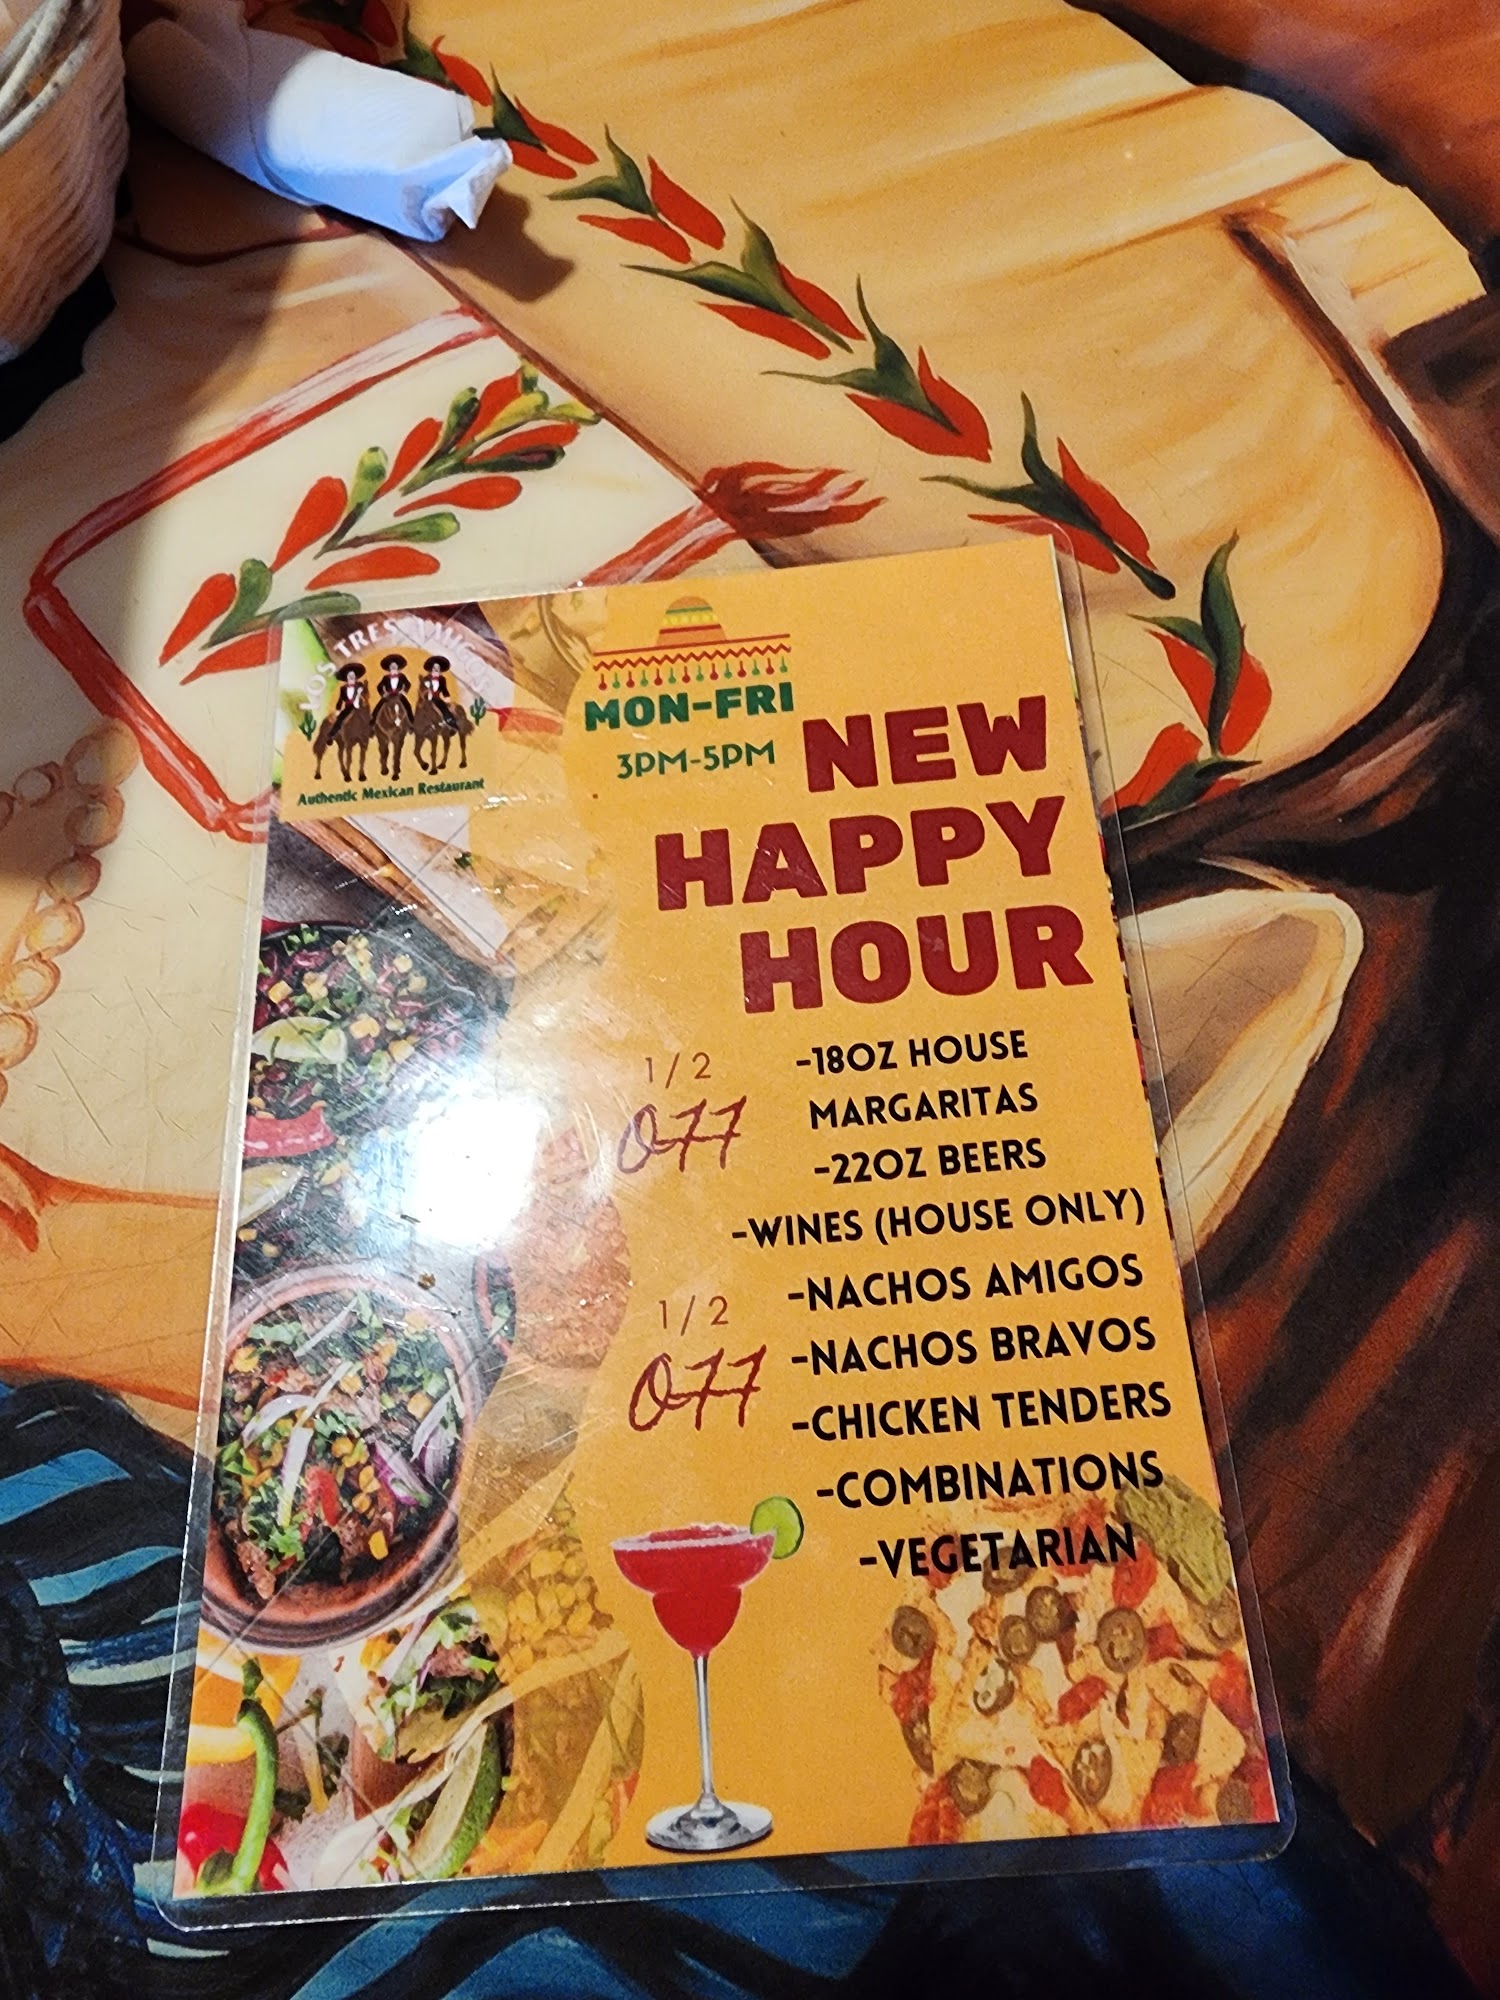 LOS TRES AMIGOS
Authentic Mexican Restaurant
MON-FRI
3PM-5PM
NEW
HAPPY
HOUR
1/2
Off
-18OZ HOUSE
MARGARITAS
-22OZ BEERS
-WINES (HOUSE ONLY)
1/2
Off
-NACHOS AMIGOS
-NACHOS BRAVOS
-CHICKEN TENDERS
-COMBINATIONS
-VEGETARIAN